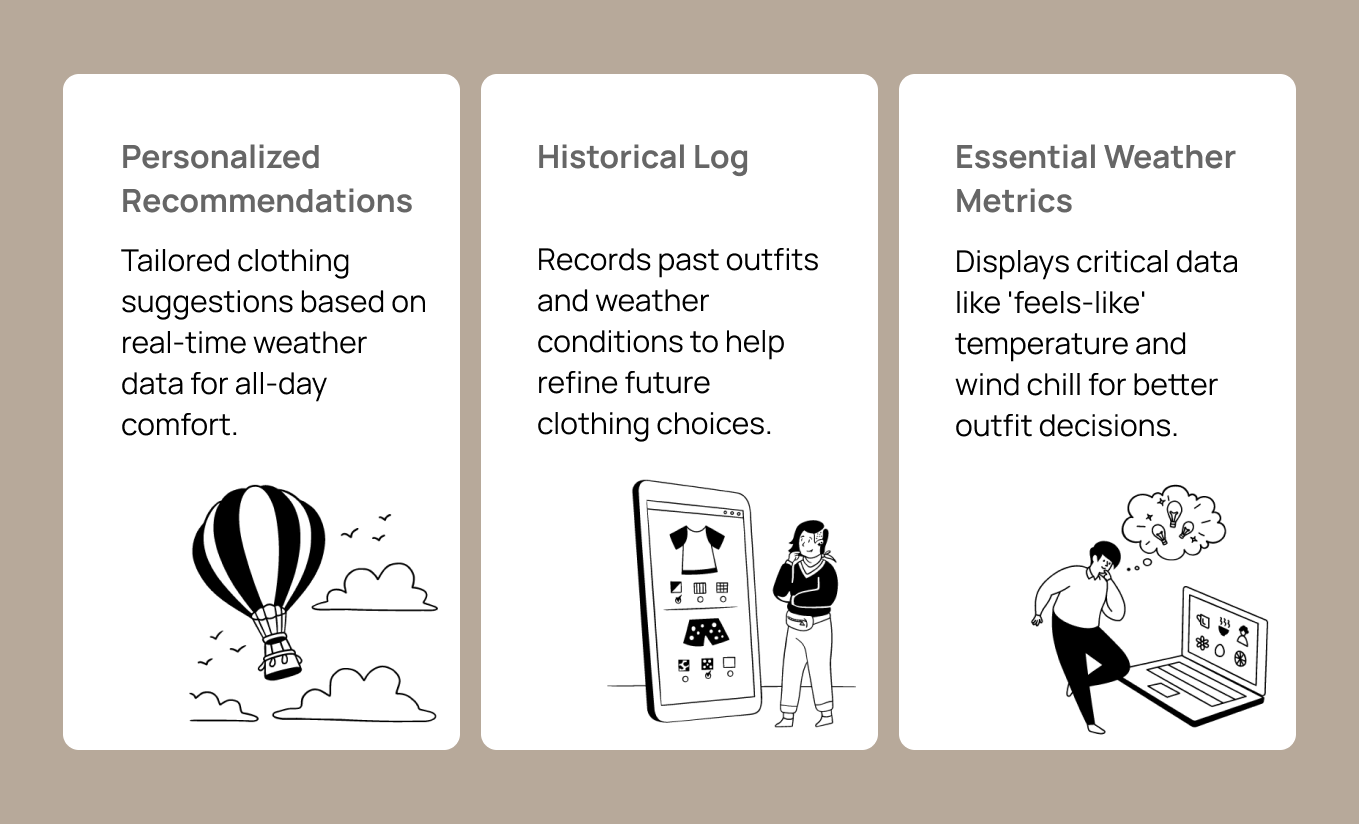 Personalized
Recommendations
Tailored clothing
suggestions based on
real-time weather
data for all-day
comfort.
Historical Log
Records past outfits
and weather
conditions to help
refine future
clothing choices.
Essential Weather
Metrics
Displays critical data
like 'feels-like'
temperature and
wind chill for better
outfit decisions.